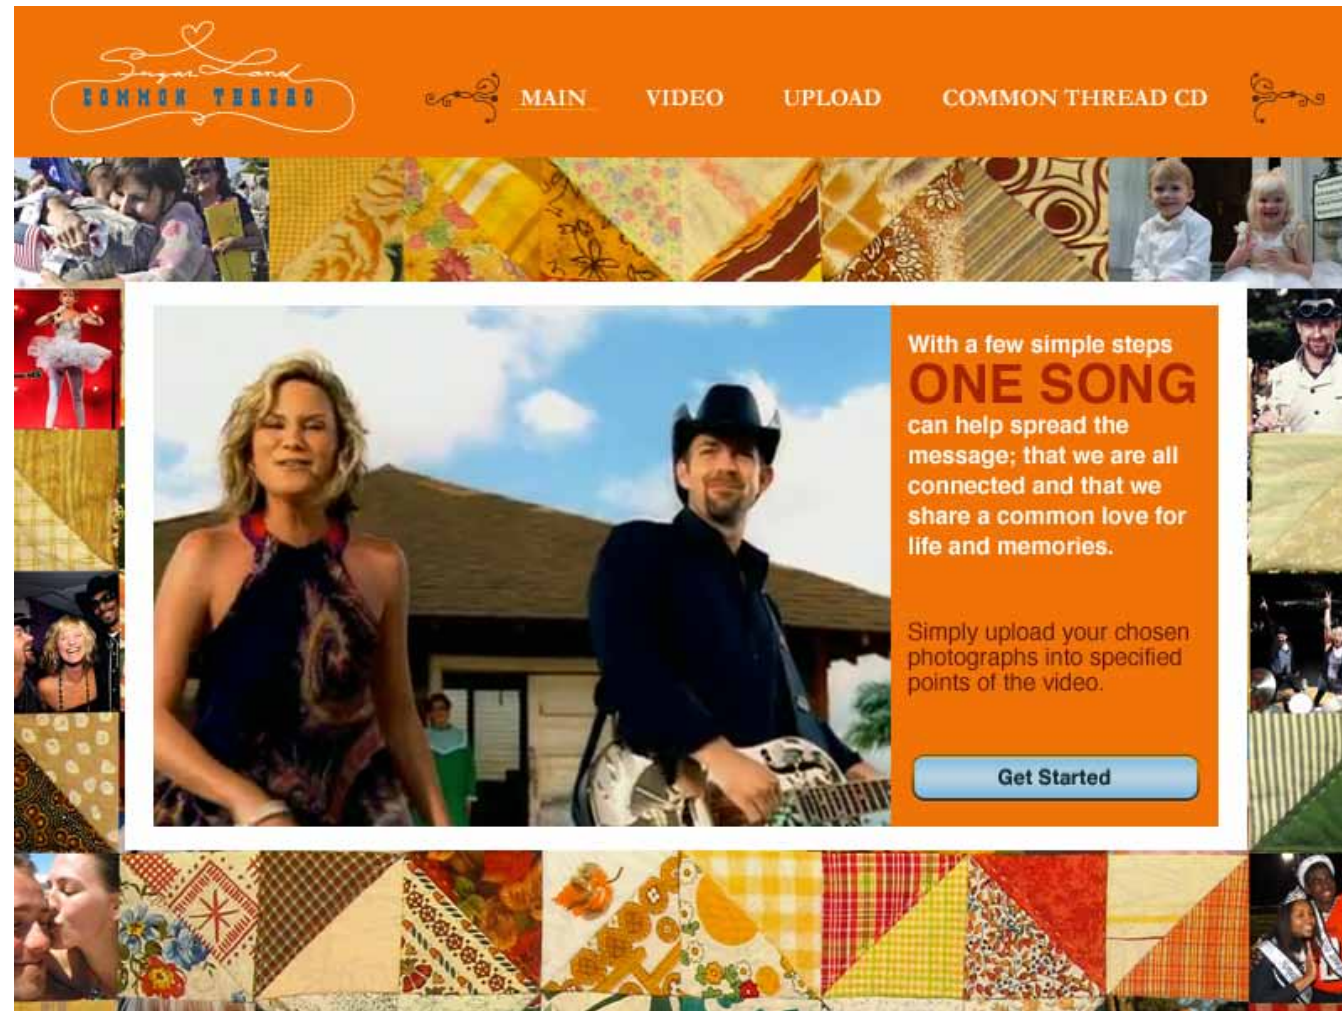 Sugar Land
COMMON THREAD
MAIN VIDEO UPLOAD COMMON THREAD CD
With a few simple steps
ONE SONG
can help spread the
message; that we are all
connected and that we
share a common love for
life and memories.
Simply upload your chosen
photographs into specified
points of the video.
Get Started